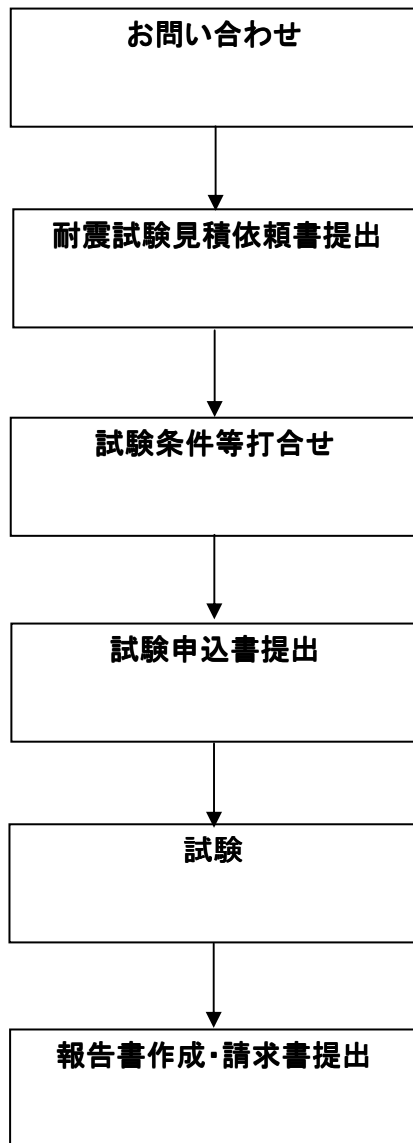 お問い合わせ
耐震試験見積依頼書提出
試験条件等打合せ
試験申込書提出
試験
報告書作成・請求書提出